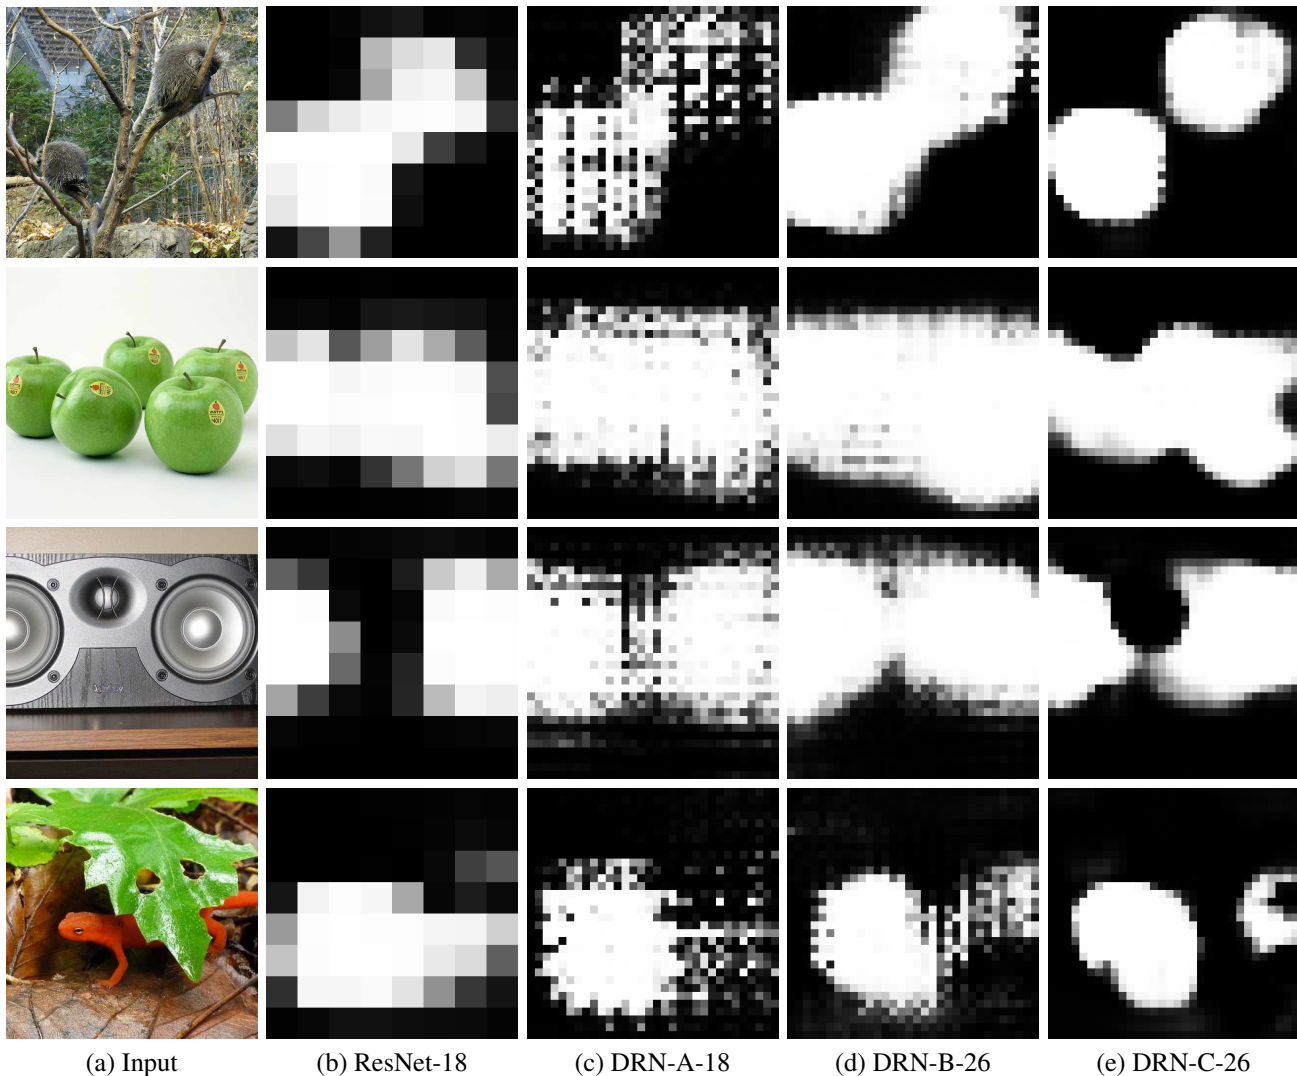 (a) Input
(b) ResNet-18
(c) DRN-A-18
(d) DRN-B-26
(e) DRN-C-26